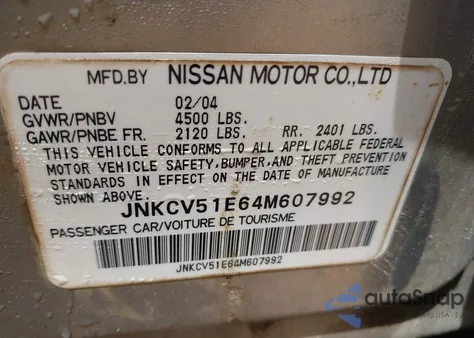 MFD.BY NISSAN MOTOR CO.,LTD
DATE 02/04
GVWR/PNBV 4500 LBS.
GAWR/PNBE FR. 2120 LBS. RR. 2401 LBS.
THIS VEHICLE CONFORMS TO ALL APPLICABLE FEDERAL
MOTOR VEHICLE SAFETY, BUMPER, AND THEFT PREVENTION
STANDARDS IN EFFECT ON THE DATE OF MANUFACTURE
SHOWN ABOVE.
JNKCV51E64M607992
PASSENGER CAR/VOITURE DE TOURISME
JNKCV51E64M607992
autoSnap